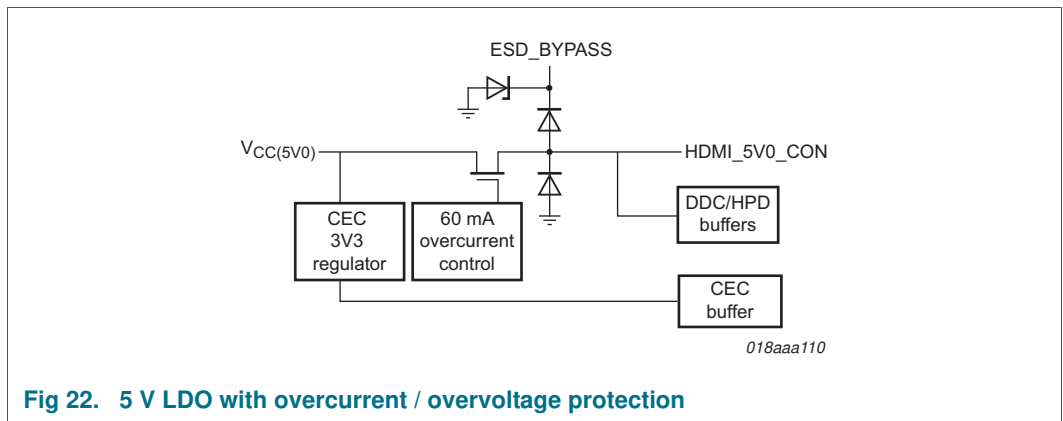 ESD_BYPASS
VCC(5V0)
HDMI_5V0_CON
CEC
3V3
regulator
60 mA
overcurrent
control
DDC/HPD
buffers
CEC
buffer
018aaa110
Fig 22. 5 V LDO with overcurrent / overvoltage protection